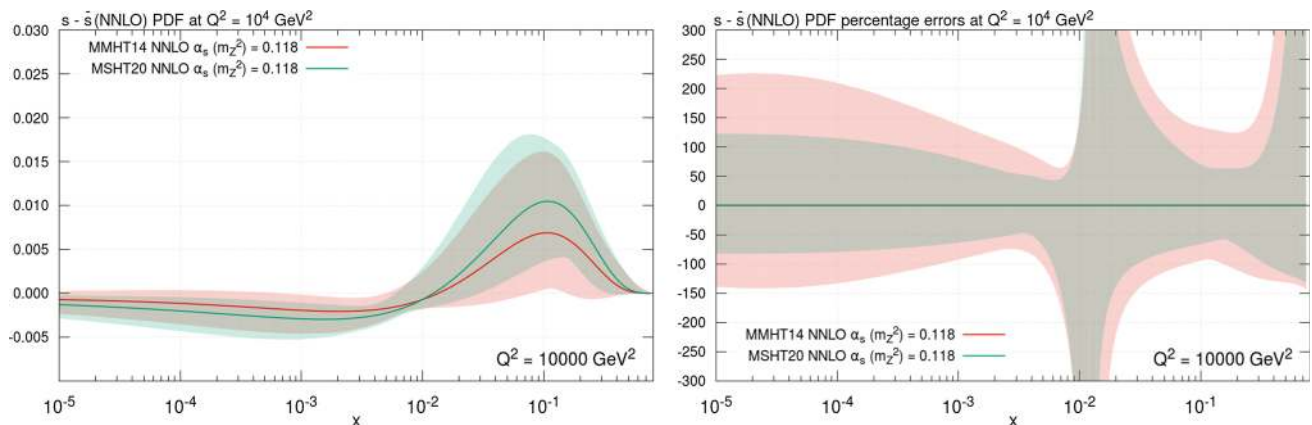 s - s̄ (NNLO) PDF at Q² = 10⁴ GeV²
0.030
0.025
0.020
0.015
0.010
0.005
0.000
-0.005
MMHT14 NNLO αₛ (m_Z²) = 0.118
MSHT20 NNLO αₛ (m_Z²) = 0.118
Q² = 10000 GeV²
10⁻⁵ 10⁻⁴ 10⁻³ 10⁻² 10⁻¹
x
s - s̄ (NNLO) PDF percentage errors at Q² = 10⁴ GeV²
300
250
200
150
100
50
0
-50
-100
-150
-200
-250
-300
MMHT14 NNLO αₛ (m_Z²) = 0.118
MSHT20 NNLO αₛ (m_Z²) = 0.118
Q² = 10000 GeV²
10⁻⁵ 10⁻⁴ 10⁻³ 10⁻² 10⁻¹
x